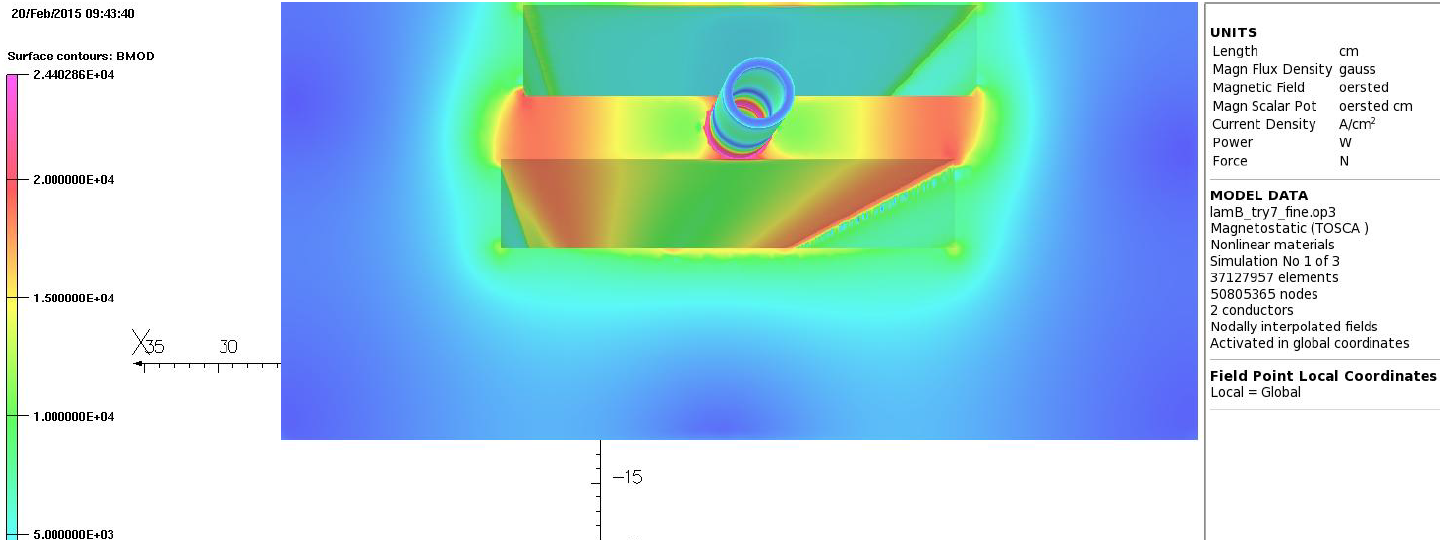 20/Feb/2015 09:43:40
Surface contours: BMOD
2.440286E+04
2.000000E+04
1.500000E+04
1.000000E+04
5.000000E+03
X 35 30
-15
UNITS
Length cm
Magn Flux Density gauss
Magnetic Field oersted
Magn Scalar Pot oersted cm
Current Density A/cm²
Power W
Force N
MODEL DATA
lamB_try7_fine.op3
Magnetostatic (TOSCA )
Nonlinear materials
Simulation No 1 of 3
37127957 elements
50805365 nodes
2 conductors
Nodally interpolated fields
Activated in global coordinates
Field Point Local Coordinates
Local = Global